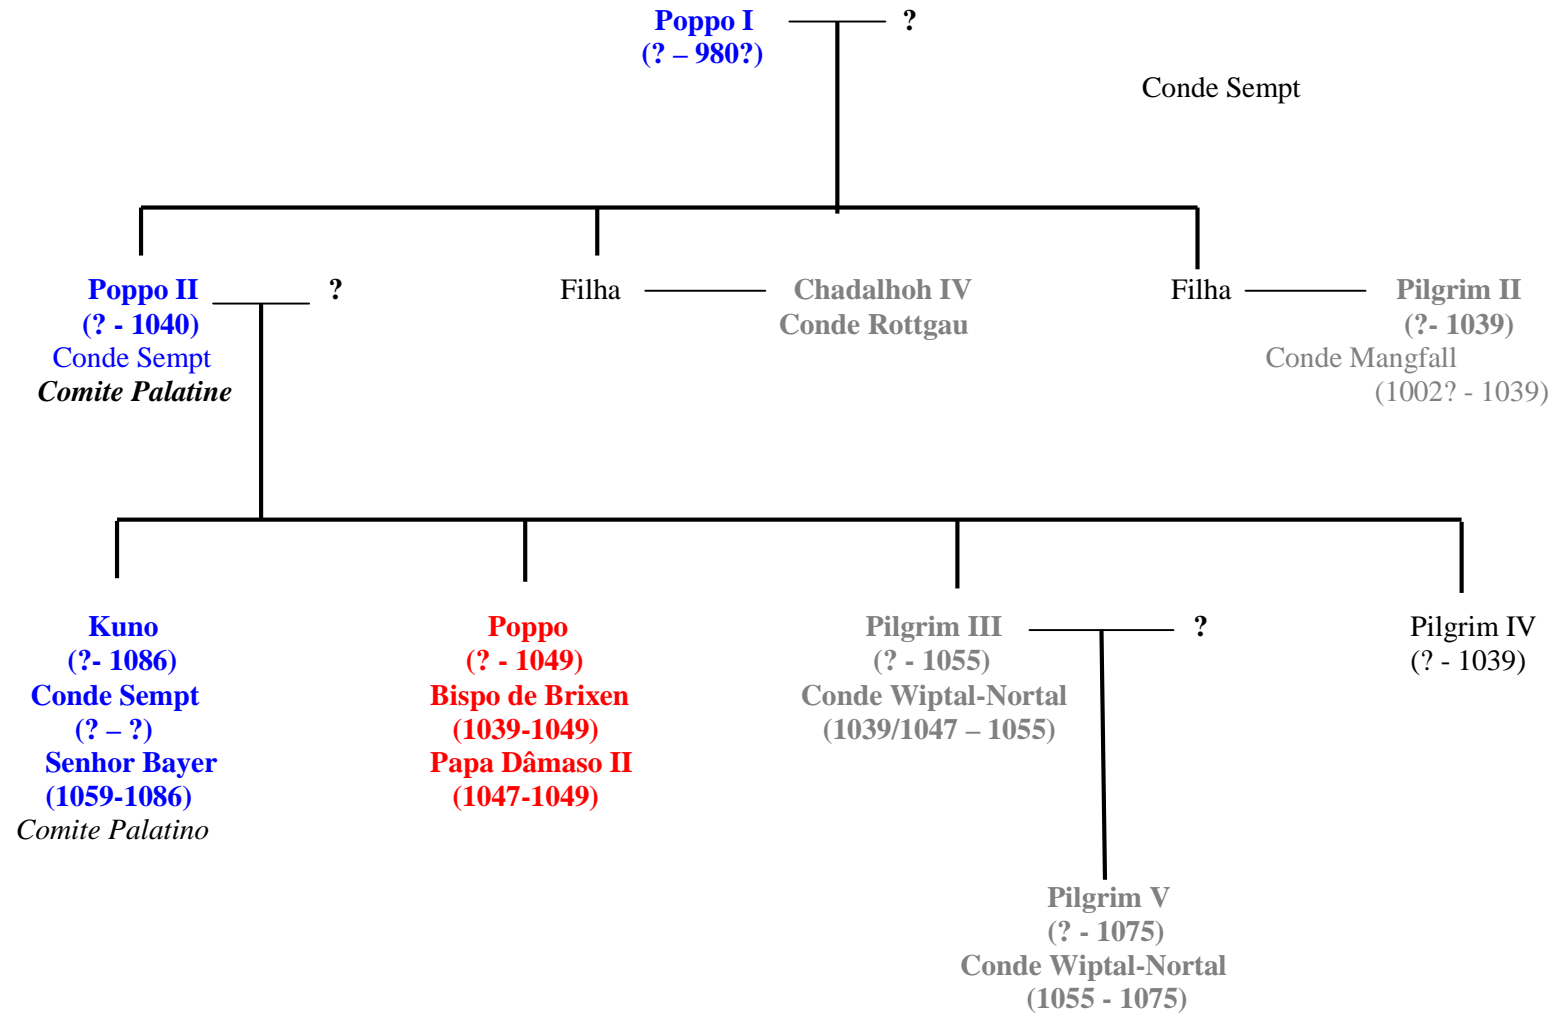 Poppo I ?
(? – 980?)
Conde Sempt
Poppo II ? Filha Chadalhoh IV Filha Pilgrim II
(? - 1040) Conde Rottgau (?- 1039)
Conde Sempt Conde Mangfall
Comite Palatine (1002? - 1039)
Kuno Poppo Pilgrim III ? Pilgrim IV
(?- 1086) (? - 1049) (? - 1055) (? - 1039)
Conde Sempt Bispo de Brixen Conde Wiptal-Nortal
(? – ?) (1039-1049) (1039/1047 – 1055)
Senhor Bayer Papa Dâmaso II
(1059-1086) (1047-1049)
Comite Palatino
Pilgrim V
(? - 1075)
Conde Wiptal-Nortal
(1055 - 1075)